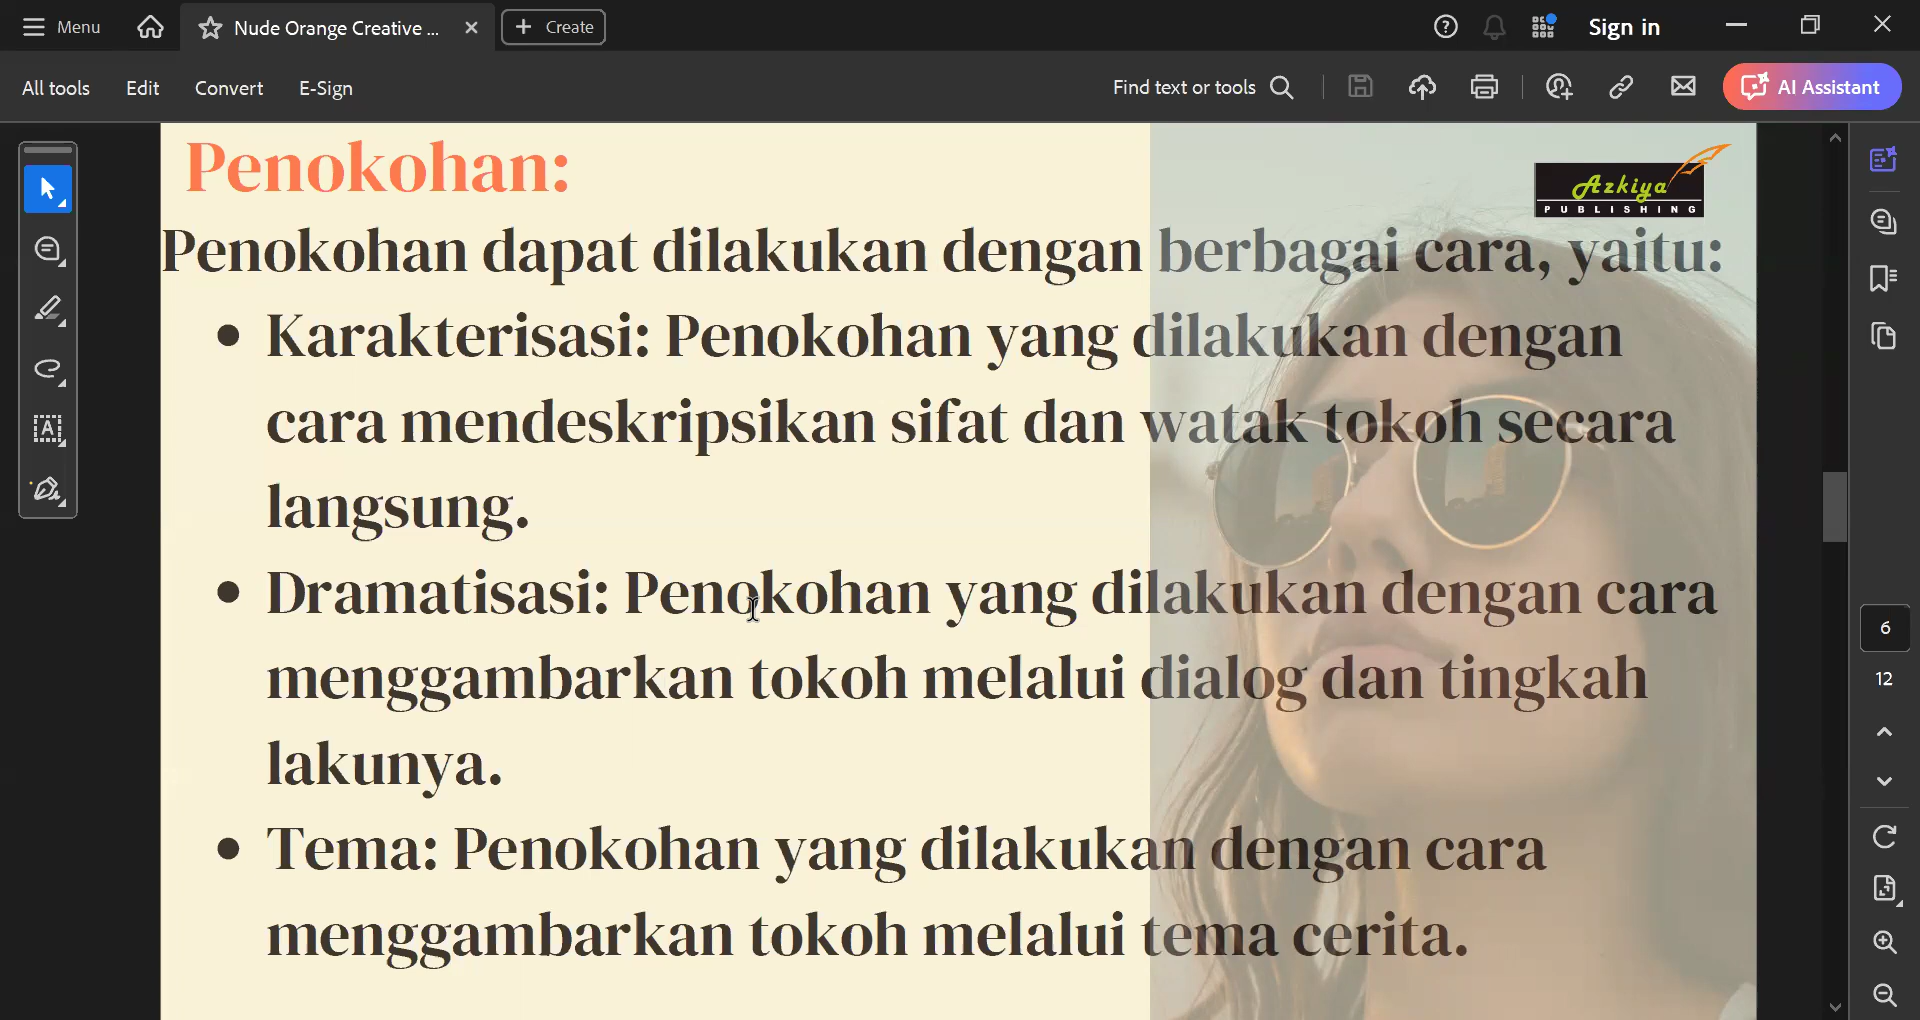 Menu
Nude Orange Creative ...
Create
Sign in
All tools
Edit
Convert
E-Sign
Find text or tools
AI Assistant
Penokohan:
Azkiya
PUBLISHING
Penokohan dapat dilakukan dengan berbagai cara, yaitu:
• Karakterisasi: Penokohan yang dilakukan dengan
cara mendeskripsikan sifat dan watak tokoh secara
langsung.
• Dramatisasi: Penokohan yang dilakukan dengan cara
menggambarkan tokoh melalui dialog dan tingkah
lakunya.
• Tema: Penokohan yang dilakukan dengan cara
menggambarkan tokoh melalui tema cerita.
6
12